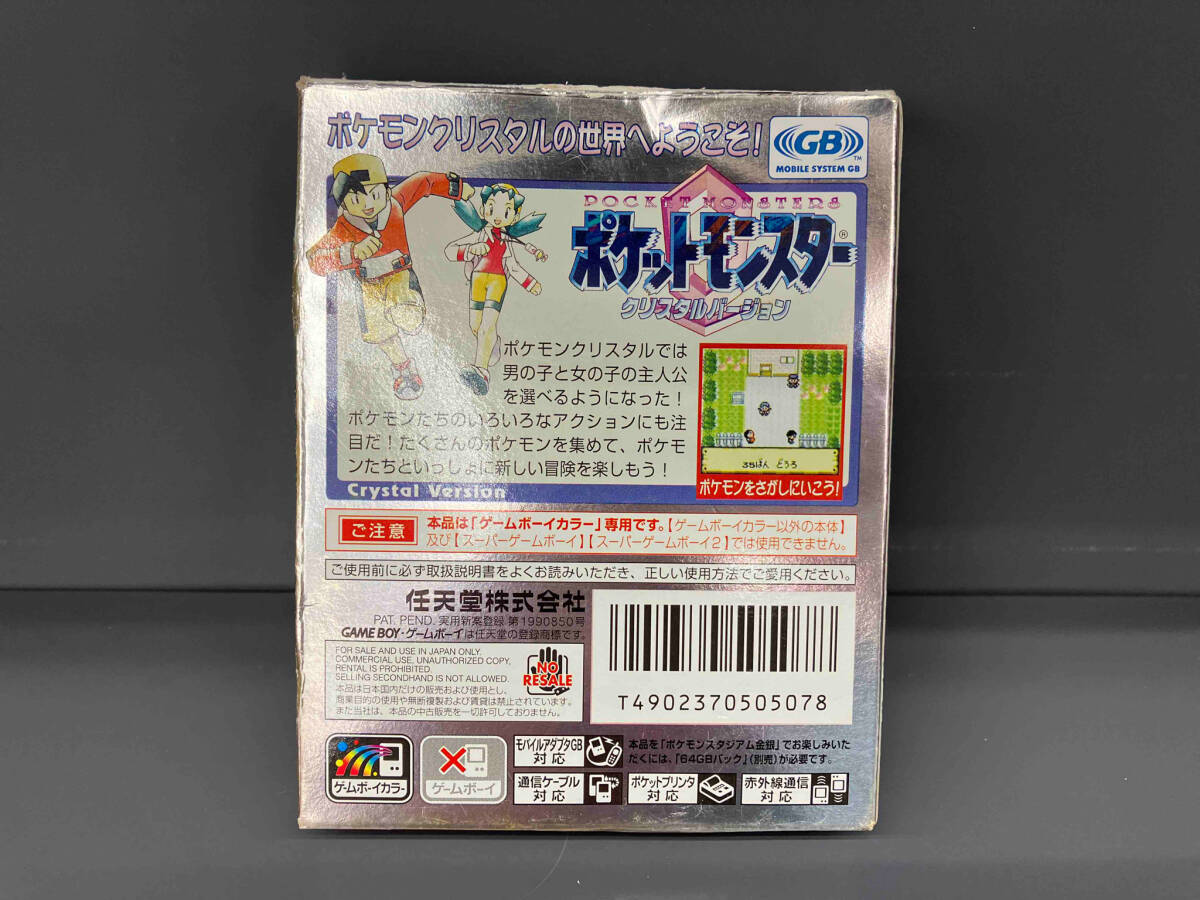 ポケモンクリスタルの世界へようこそ!
GB
TM
MOBILE SYSTEM GB
POCKET MONSTERS
ポケットモンスター®
クリスタルバージョン
ポケモンクリスタルでは
男の子と女の子の主人公
を選べるようになった!
ポケモンたちのいろいろなアクションにも注
目だ!たくさんのポケモンを集めて、ポケモ
ンたちといっしょに新しい冒険を楽しもう!
35ばん どうろ
ポケモンをさがしにいこう!
Crystal Version
ご注意
本品は「ゲームボーイカラー」専用です。【ゲームボーイカラー以外の本体】
及び【スーパーゲームボーイ】【スーパーゲームボーイ2】では使用できません。
ご使用前に必ず取扱説明書をよくお読みいただき、正しい使用方法でご愛用ください。
任天堂株式会社
PAT. PEND. 実用新案登録 第1990850号
GAME BOY・ゲームボーイは任天堂の登録商標です。
FOR SALE AND USE IN JAPAN ONLY.
COMMERCIAL USE, UNAUTHORIZED COPY,
RENTAL IS PROHIBITED.
SELLING SECONDHAND IS NOT ALLOWED.
本品は日本国内だけの販売および使用とし、
商業目的の使用や無断複製および賃貸は禁止されています。
また当社は、本品の中古販売を一切許可しておりません。
NO
RESALE
T4902370505078
ゲームボーイカラー
ゲームボーイ
モバイルアダプタGB
対応
本品を「ポケモンスタジアム金銀」でお楽しみいた
だくには、「64GBパック」(別売)が必要です。
通信ケーブル
対応
ポケットプリンタ
対応
赤外線通信
対応